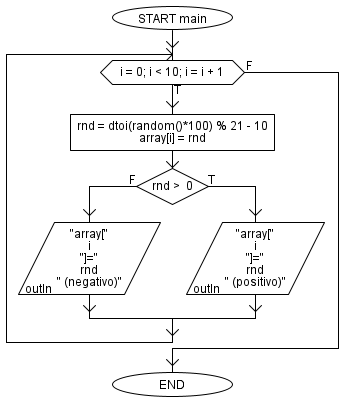 START main
i = 0; i < 10; i = i + 1
F
T
rnd = dtoi(random()*100) % 21 - 10
array[i] = rnd
F
rnd > 0
T
"array["
i
"]="
rnd
" (negativo)"
outln
"array["
i
"]="
rnd
" (positivo)"
outln
END